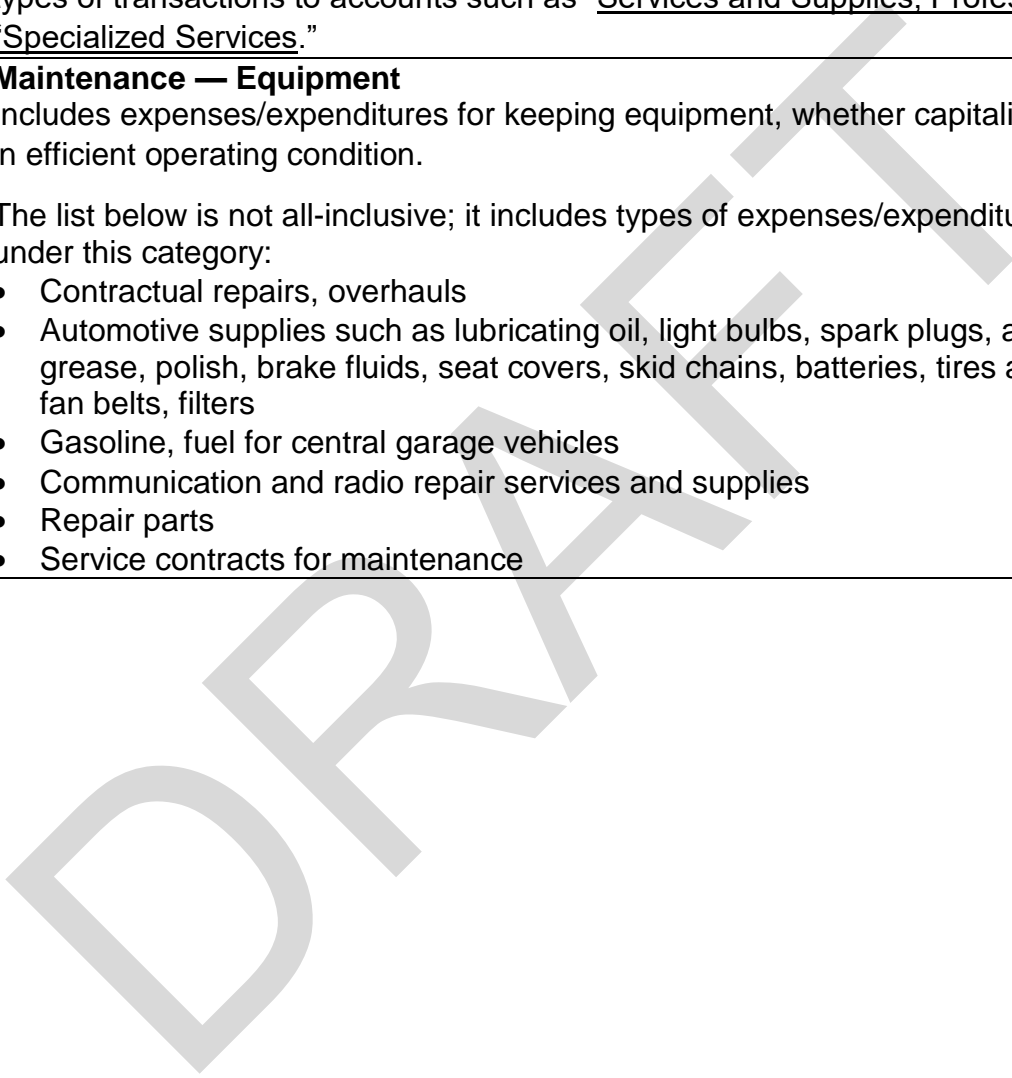 types of transactions to accounts such as “Services and Supplies, Profes
“Specialized Services.”
Maintenance — Equipment
Includes expenses/expenditures for keeping equipment, whether capitali
in efficient operating condition.
The list below is not all-inclusive; it includes types of expenses/expenditu
under this category:
• Contractual repairs, overhauls
• Automotive supplies such as lubricating oil, light bulbs, spark plugs, a
grease, polish, brake fluids, seat covers, skid chains, batteries, tires a
fan belts, filters
• Gasoline, fuel for central garage vehicles
• Communication and radio repair services and supplies
• Repair parts
• Service contracts for maintenance
DRAFT